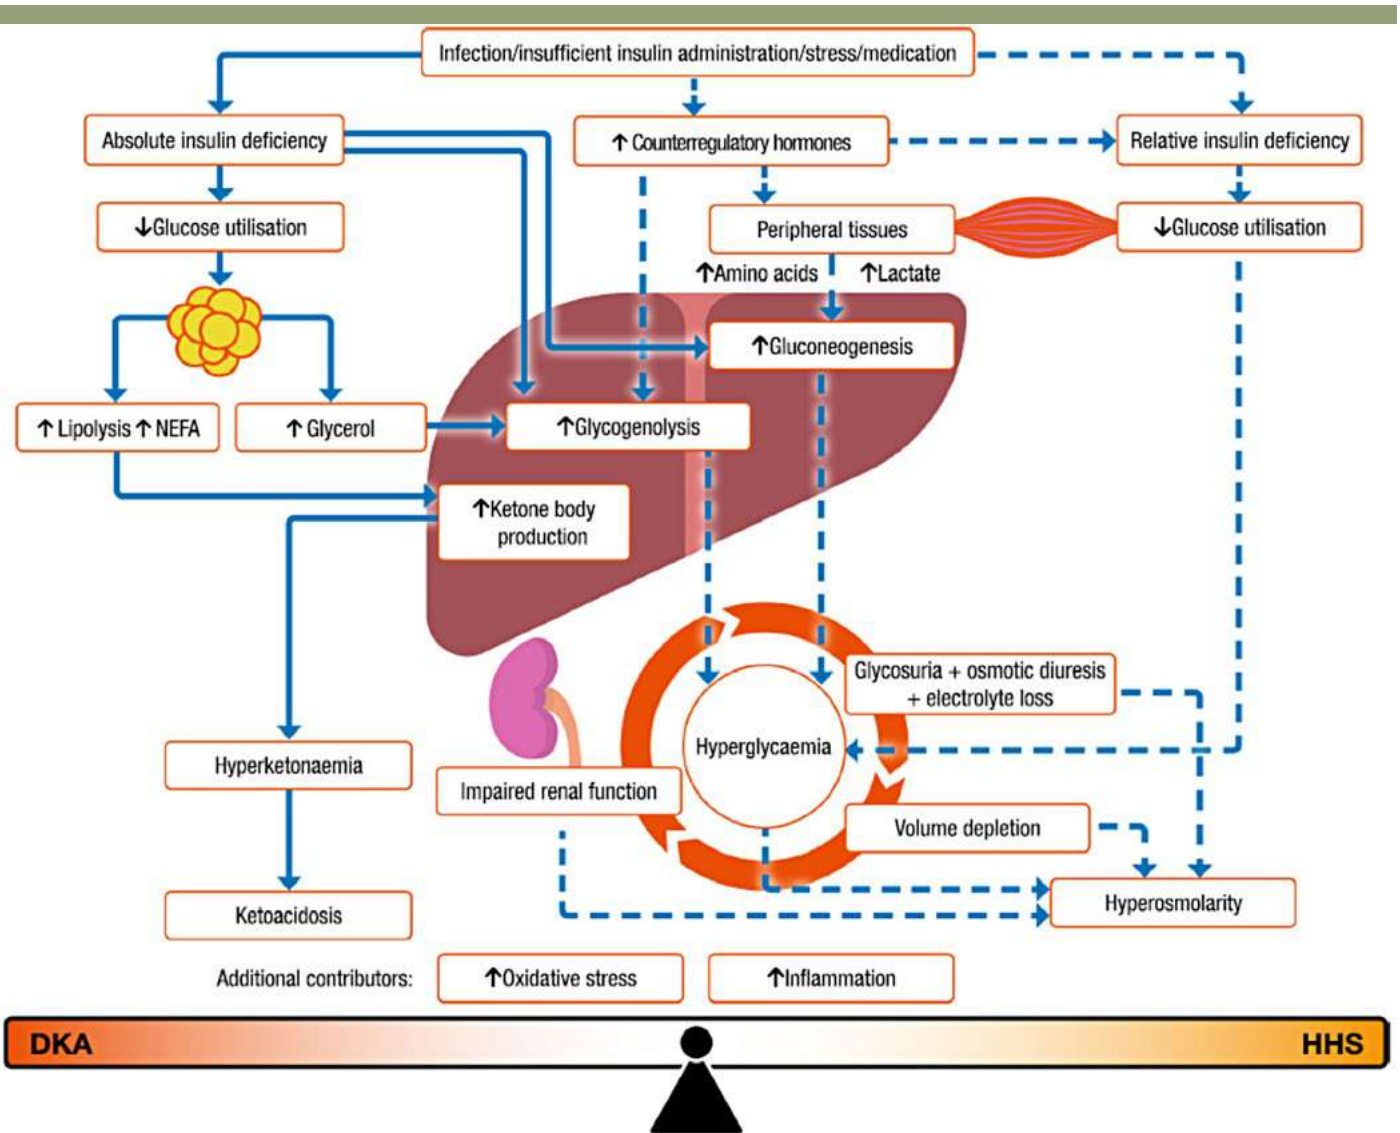 Infection/insufficient insulin administration/stress/medication
Absolute insulin deficiency
↑ Counterregulatory hormones
Relative insulin deficiency
↓Glucose utilisation
Peripheral tissues
↓Glucose utilisation
↑Amino acids
↑Lactate
↑Gluconeogenesis
↑ Lipolysis ↑ NEFA
↑ Glycerol
↑Glycogenolysis
↑Ketone body
production
Glycosuria + osmotic diuresis
+ electrolyte loss
Hyperglycaemia
Hyperketonaemia
Impaired renal function
Volume depletion
Ketoacidosis
Hyperosmolarity
Additional contributors:
↑Oxidative stress
↑Inflammation
DKA
HHS